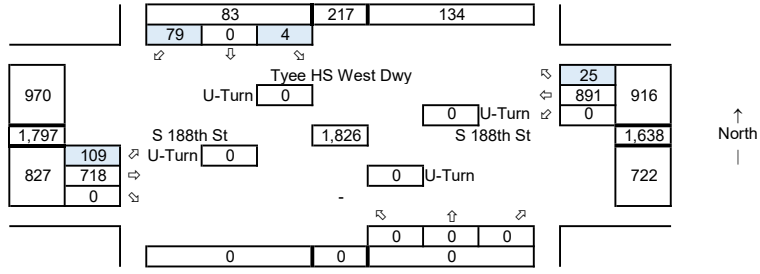 83 217 134
79 0 4
⬃ ⇩ ⬂
Tyee HS West Dwy
U-Turn 0
⬁ 25
970 ⇦ 891 916
0 U-Turn ⬃ 0
↑
1,797 S 188th St 1,826 S 188th St 1,638 North
109 ⬀ U-Turn 0 |
827 718 ⇨ 0 U-Turn 722
0 ⬂ -
⬁ ⇧ ⬀
0 0 0
0 0 0